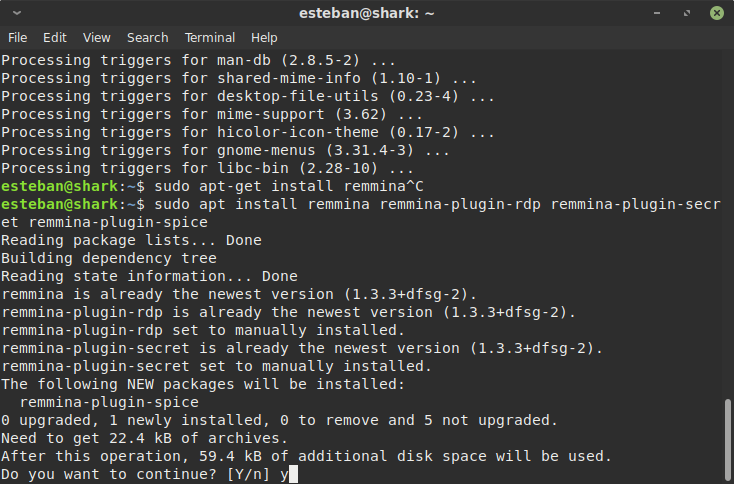 esteban@shark: ~
File Edit View Search Terminal Help
Processing triggers for man-db (2.8.5-2) ...
Processing triggers for shared-mime-info (1.10-1) ...
Processing triggers for desktop-file-utils (0.23-4) ...
Processing triggers for mime-support (3.62) ...
Processing triggers for hicolor-icon-theme (0.17-2) ...
Processing triggers for gnome-menus (3.31.4-3) ...
Processing triggers for libc-bin (2.28-10) ...
esteban@shark:~$ sudo apt-get install remmina^C
esteban@shark:~$ sudo apt install remmina remmina-plugin-rdp remmina-plugin-secr
et remmina-plugin-spice
Reading package lists... Done
Building dependency tree
Reading state information... Done
remmina is already the newest version (1.3.3+dfsg-2).
remmina-plugin-rdp is already the newest version (1.3.3+dfsg-2).
remmina-plugin-rdp set to manually installed.
remmina-plugin-secret is already the newest version (1.3.3+dfsg-2).
remmina-plugin-secret set to manually installed.
The following NEW packages will be installed:
  remmina-plugin-spice
0 upgraded, 1 newly installed, 0 to remove and 5 not upgraded.
Need to get 22.4 kB of archives.
After this operation, 59.4 kB of additional disk space will be used.
Do you want to continue? [Y/n] y